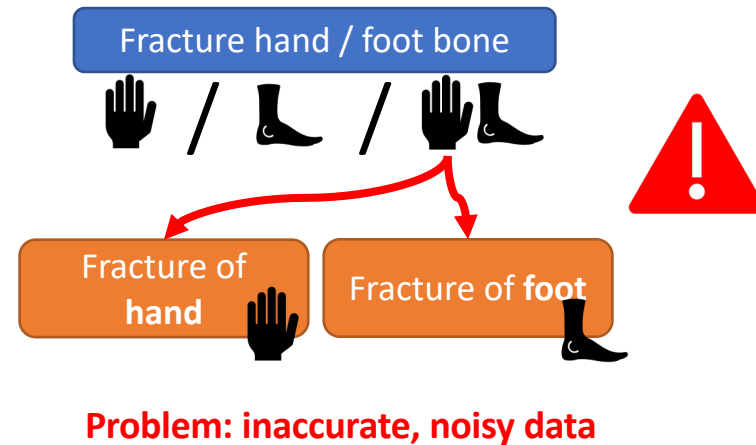 Fracture hand / foot bone
/ /
Fracture of
hand
Fracture of foot
Problem: inaccurate, noisy data